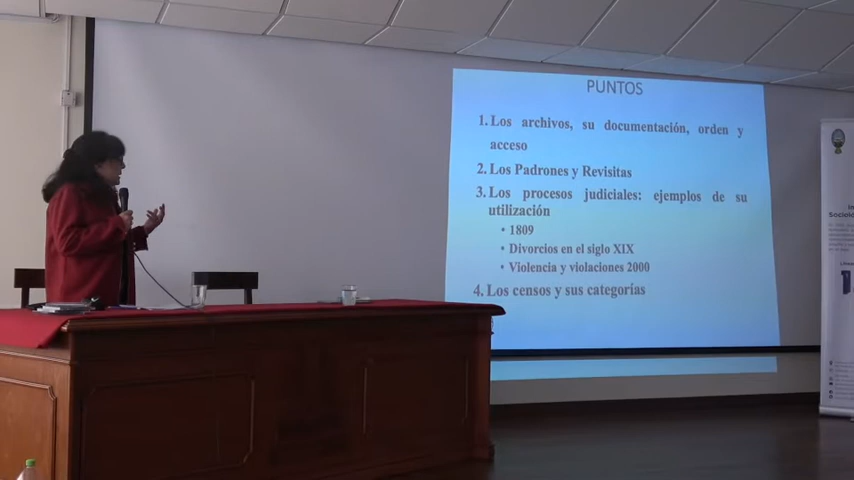 PUNTOS
1. Los archivos, su documentación, orden y
acceso
2. Los Padrones y Revisitas
3. Los procesos judiciales: ejemplos de su
utilización
• 1809
• Divorcios en el siglo XIX
• Violencia y violaciones 2000
4. Los censos y sus categorías